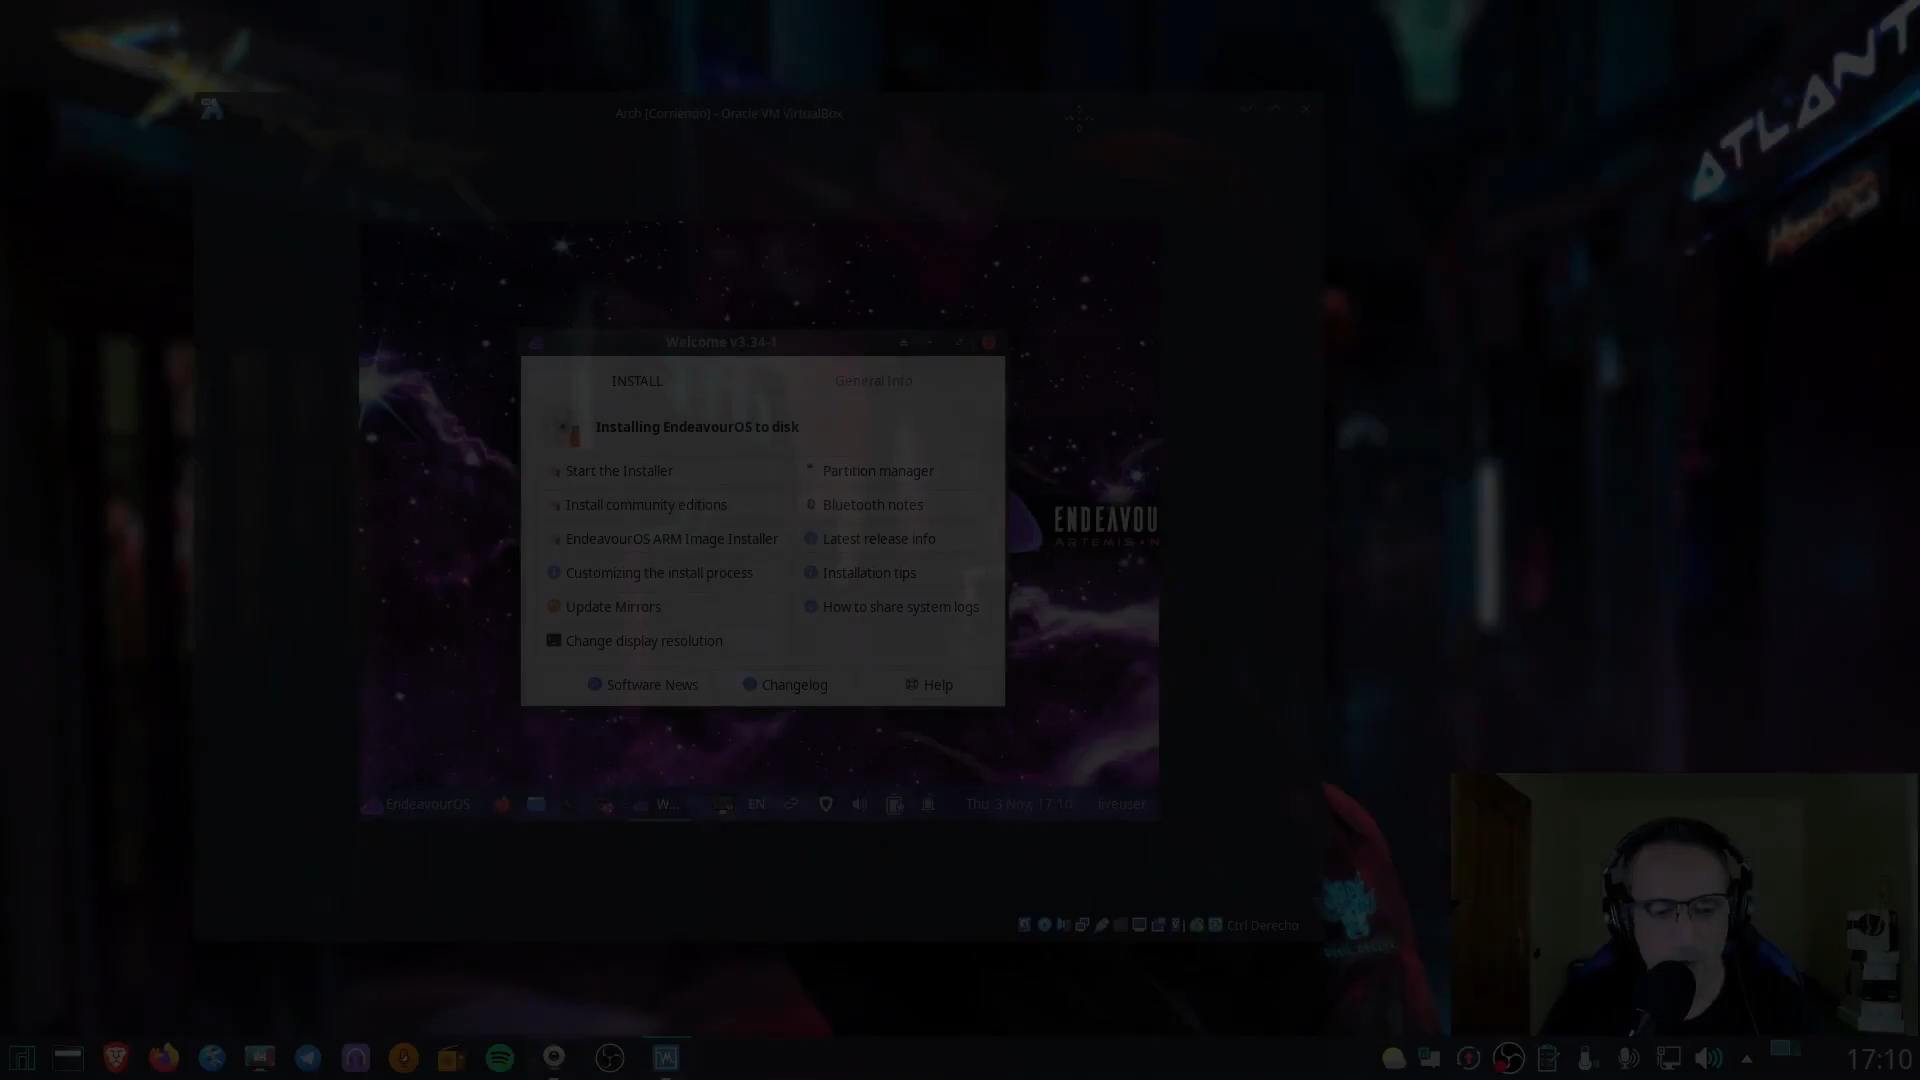 ATLANT
Arch [Corriendo] - Oracle VM VirtualBox
Welcome v3.34-1
INSTALL
General Info
Installing EndeavourOS to disk
Start the Installer
Partition manager
Install community editions
Bluetooth notes
EndeavourOS ARM Image Installer
Latest release info
Customizing the install process
Installation tips
Update Mirrors
How to share system logs
Change display resolution
Software News
Changelog
Help
ENDEAVOU
ARTEMIS • N
EndeavourOS
W...
EN
Thu 3 Nov, 17:10
liveuser
Ctrl Derecho
17:10